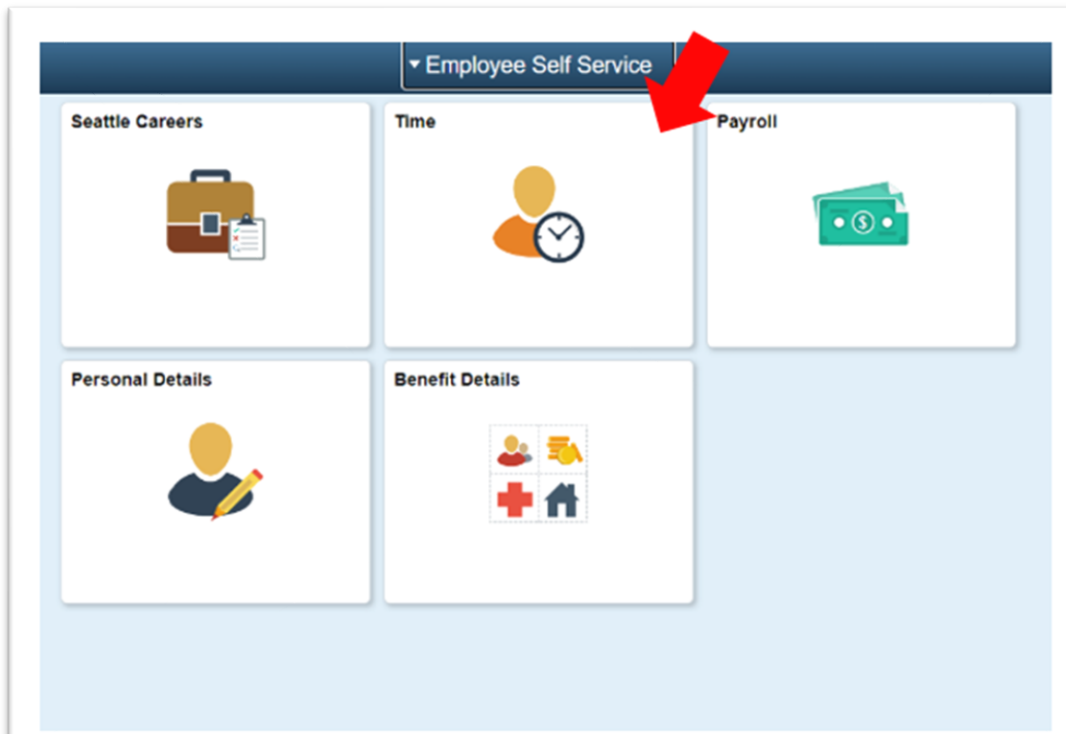 Employee Self Service
Seattle Careers
Time
Payroll
$
Personal Details
Benefit Details